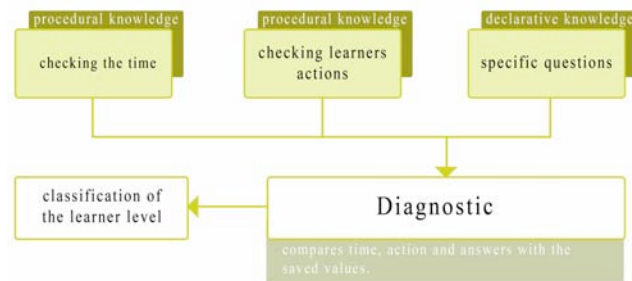 procedural knowledge
checking the time
procedural knowledge
checking learners
actions
declarative knowledge
specific questions
classification of
the learner level
Diagnostic
compares time, action and answers with the
saved values.